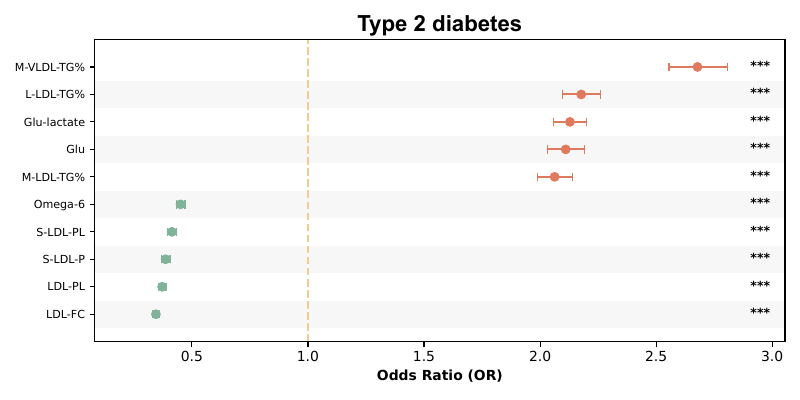 Type 2 diabetes
M-VLDL-TG% ***
L-LDL-TG% ***
Glu-lactate ***
Glu ***
M-LDL-TG% ***
Omega-6 ***
S-LDL-PL ***
S-LDL-P ***
LDL-PL ***
LDL-FC ***
0.5 1.0 1.5 2.0 2.5 3.0
Odds Ratio (OR)